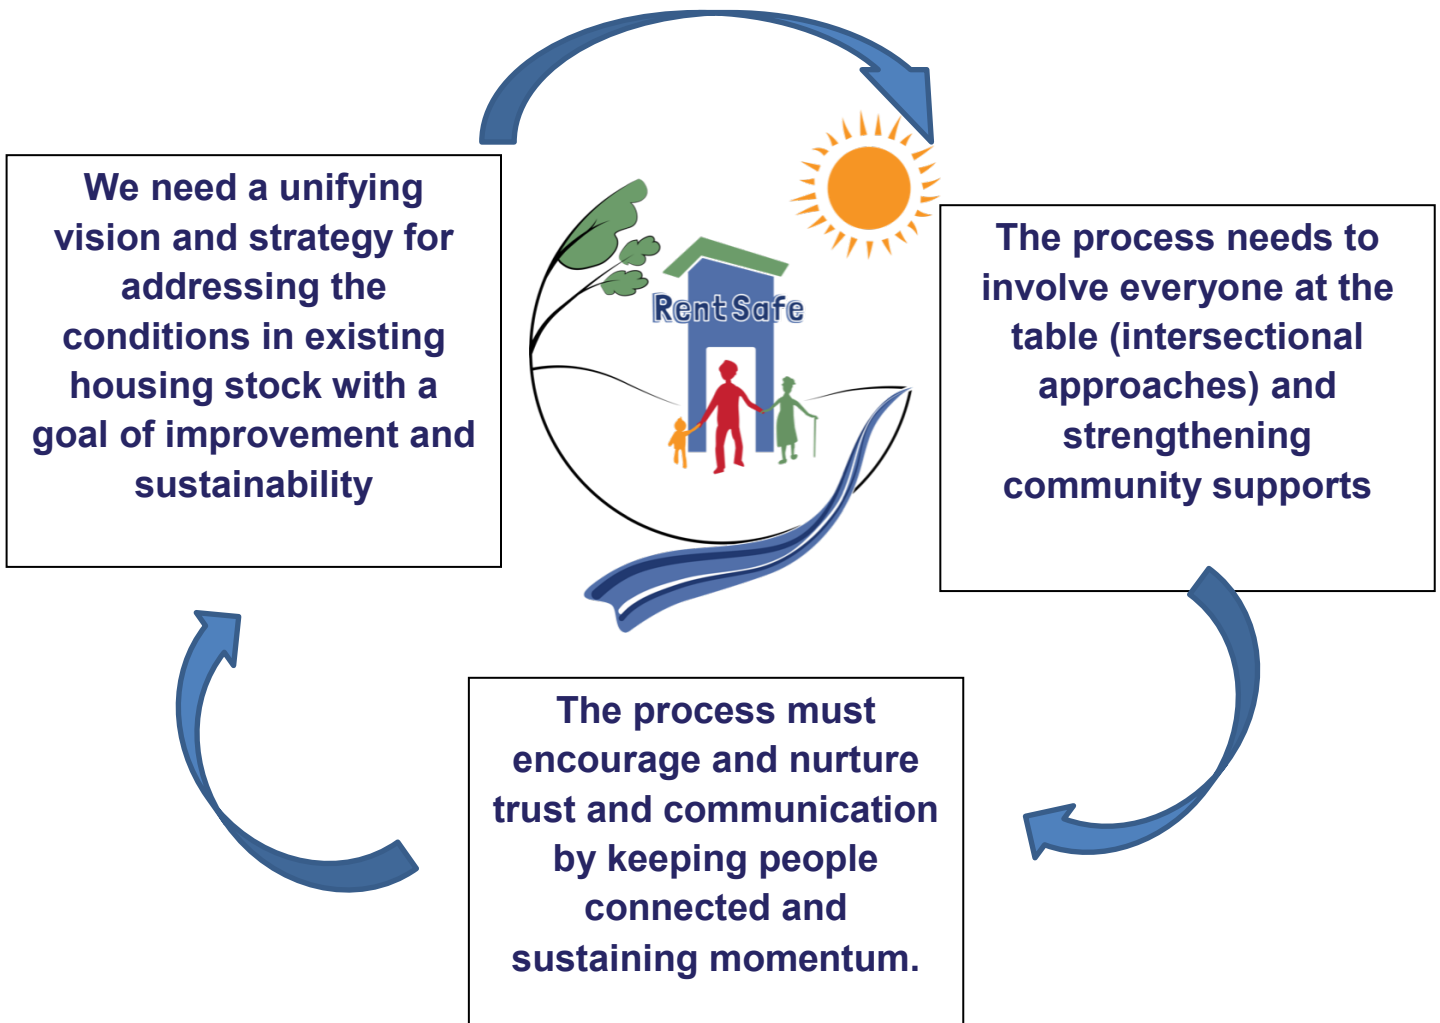 We need a unifying
vision and strategy for
addressing the
conditions in existing
housing stock with a
goal of improvement and
sustainability
RentSafe
The process needs to
involve everyone at the
table (intersectional
approaches) and
strengthening
community supports
The process must
encourage and nurture
trust and communication
by keeping people
connected and
sustaining momentum.